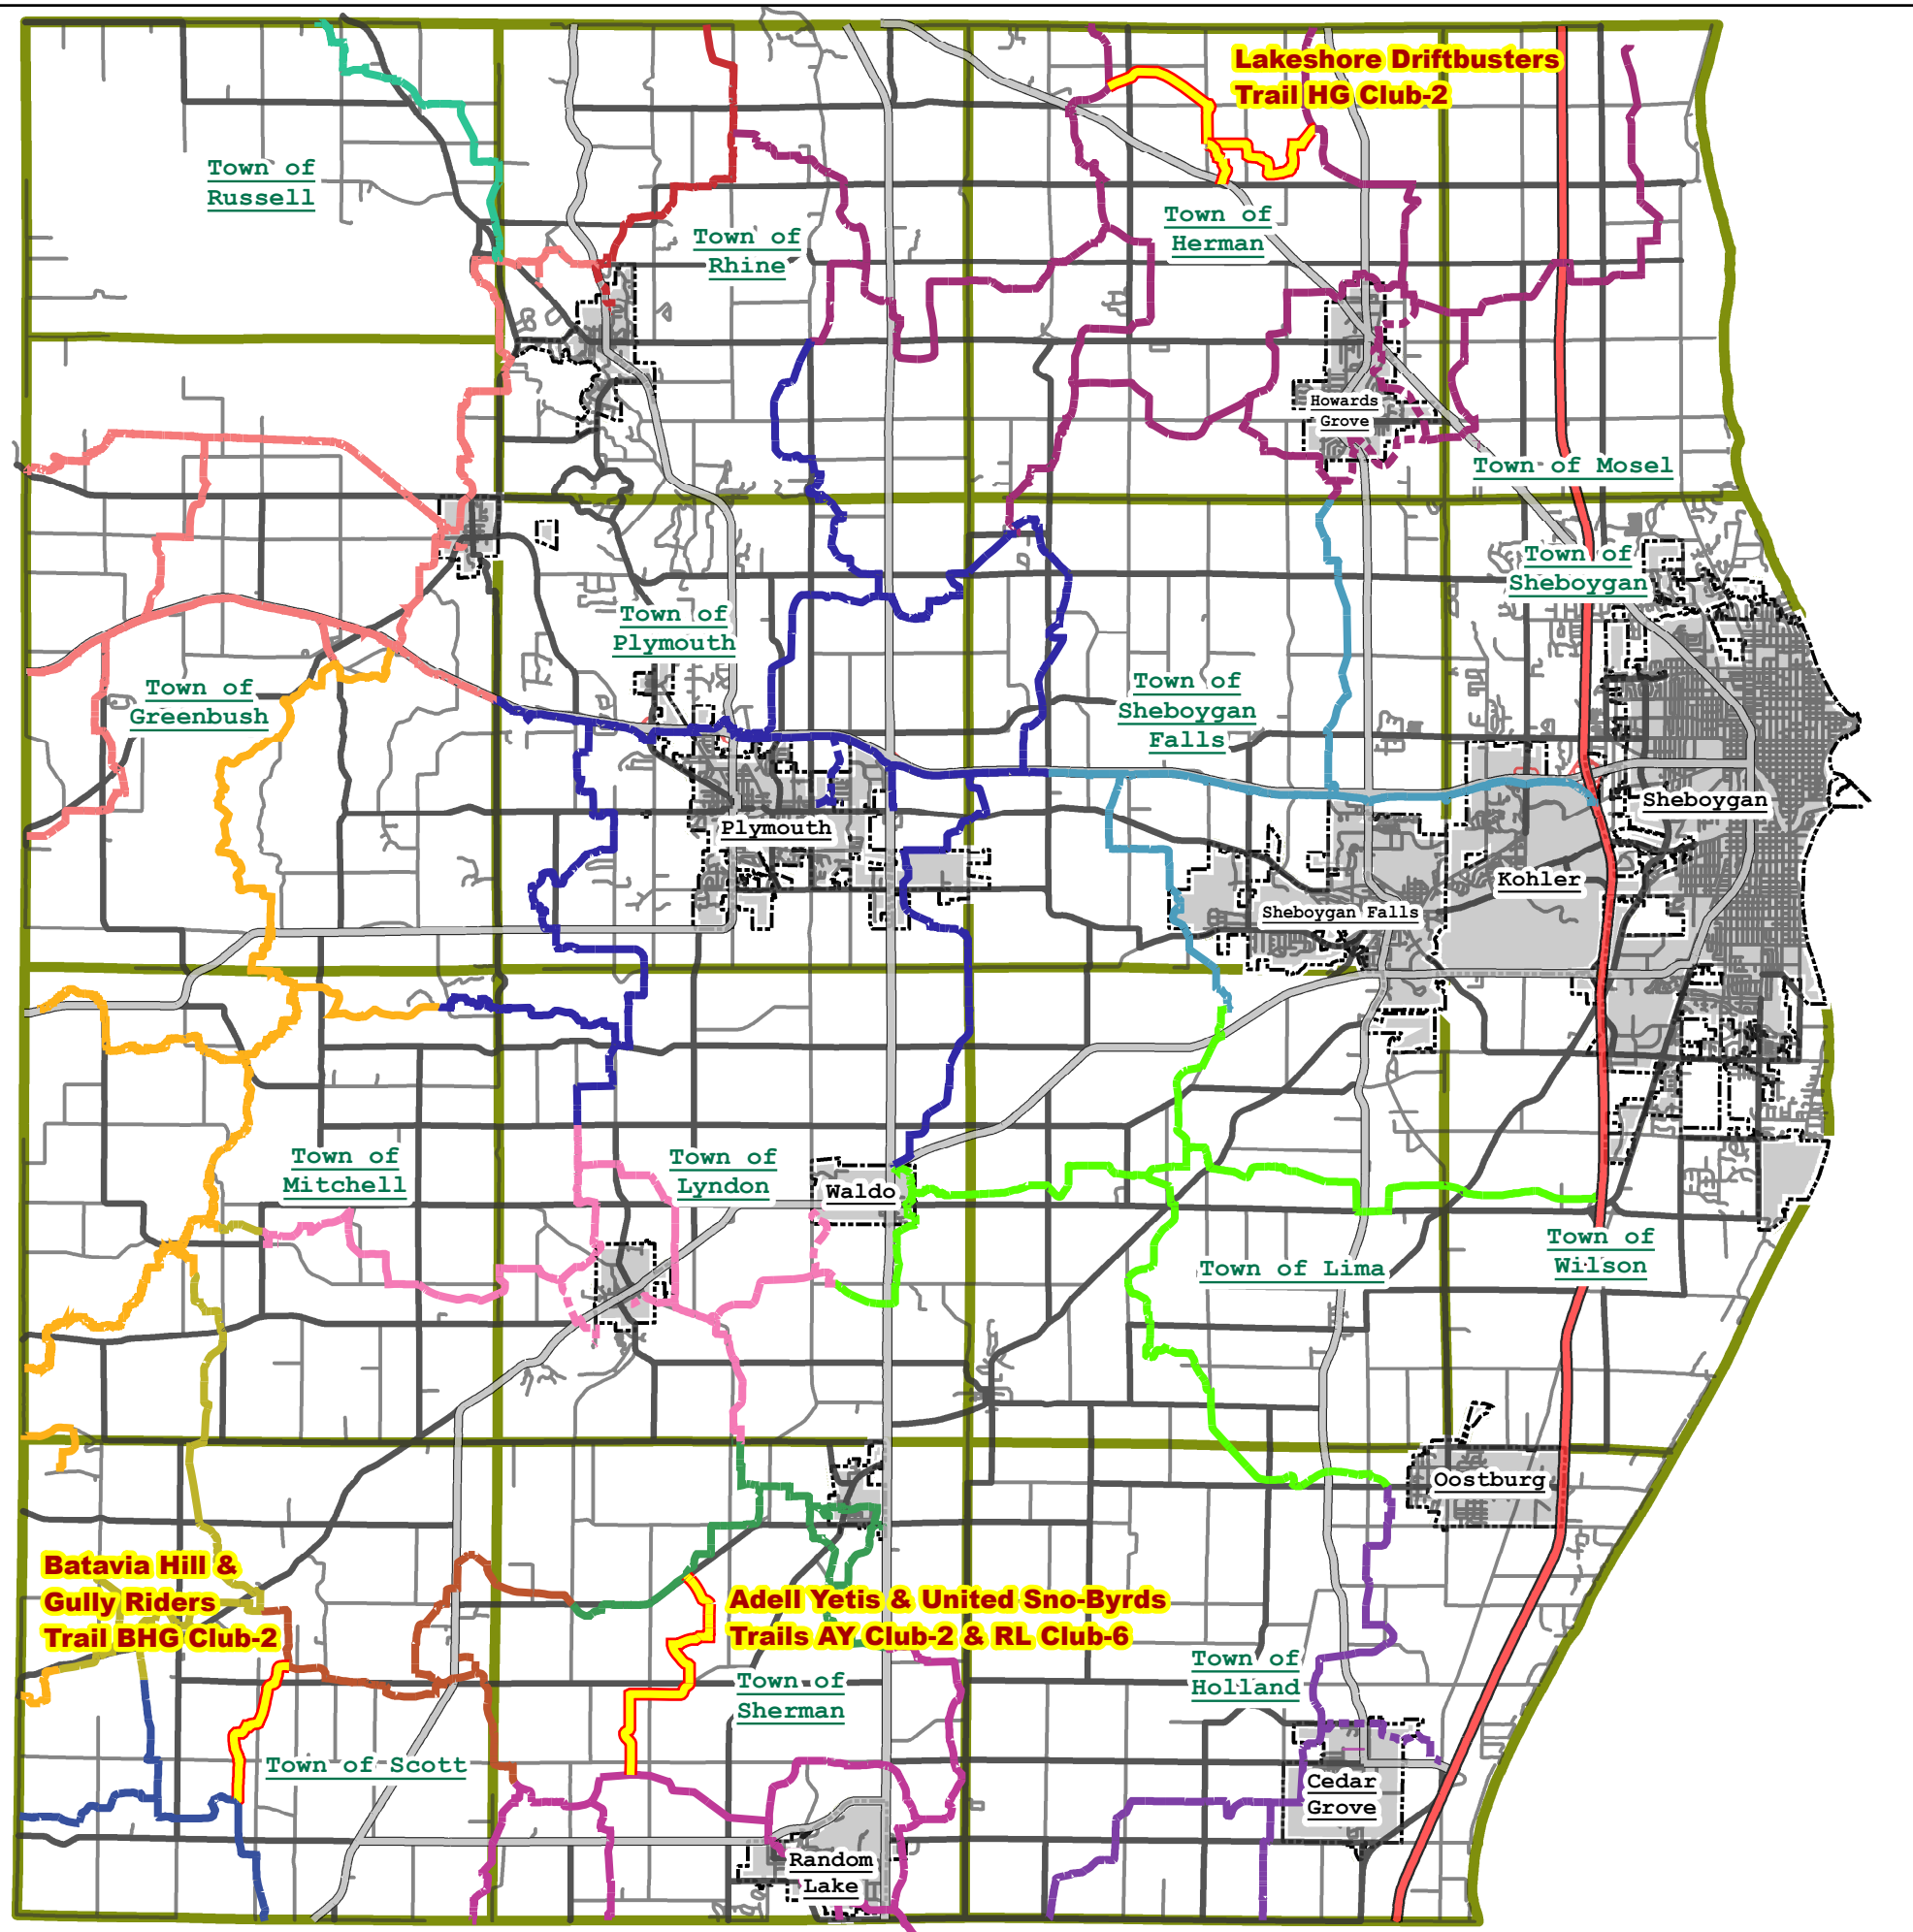 Lakeshore Driftbusters
Trail HG Club-2
Town of
Russell
Town of
Rhine
Town of
Herman
Howards
Grove
Town of Mosel
Town of
Sheboygan
Town of
Plymouth
Town of
Greenbush
Town of
Sheboygan
Falls
Sheboygan
Plymouth
Kohler
Sheboygan Falls
Town of
Mitchell
Town of
Lyndon
Waldo
Town of
Wilson
Town of Lima
Oostburg
Batavia Hill &
Gully Riders
Trail BHG Club-2
Adell Yetis & United Sno-Byrds
Trails AY Club-2 & RL Club-6
Town of
Holland
Town of
Sherman
Town of Scott
Cedar
Grove
Random
Lake